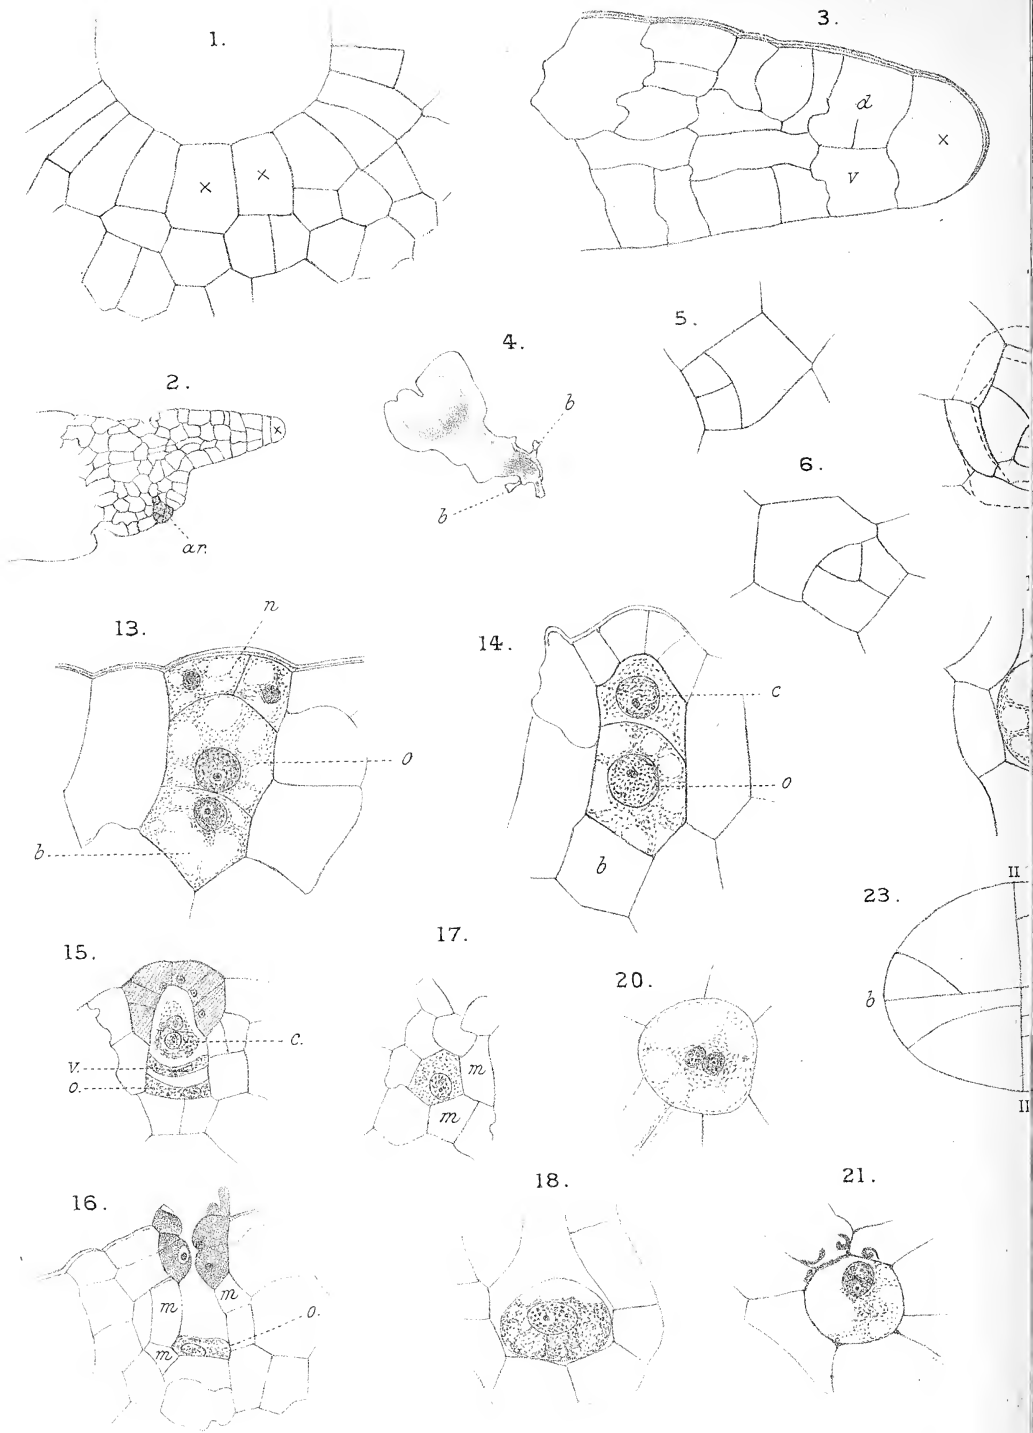 1.
×
×
3.
d
×
v
2.
×
ar.
4.
b
b
5.
6.
13.
n
o
b
14.
c
o
b
15.
c.
v.
o.
17.
m
m
20.
23.
II
b
II
16.
m
m
m
o.
18.
21.